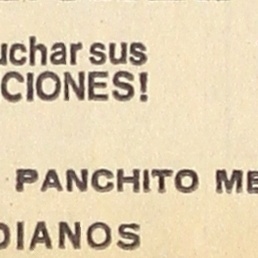 uchar sus
CIONES!
PANCHITO ME
DIANOS